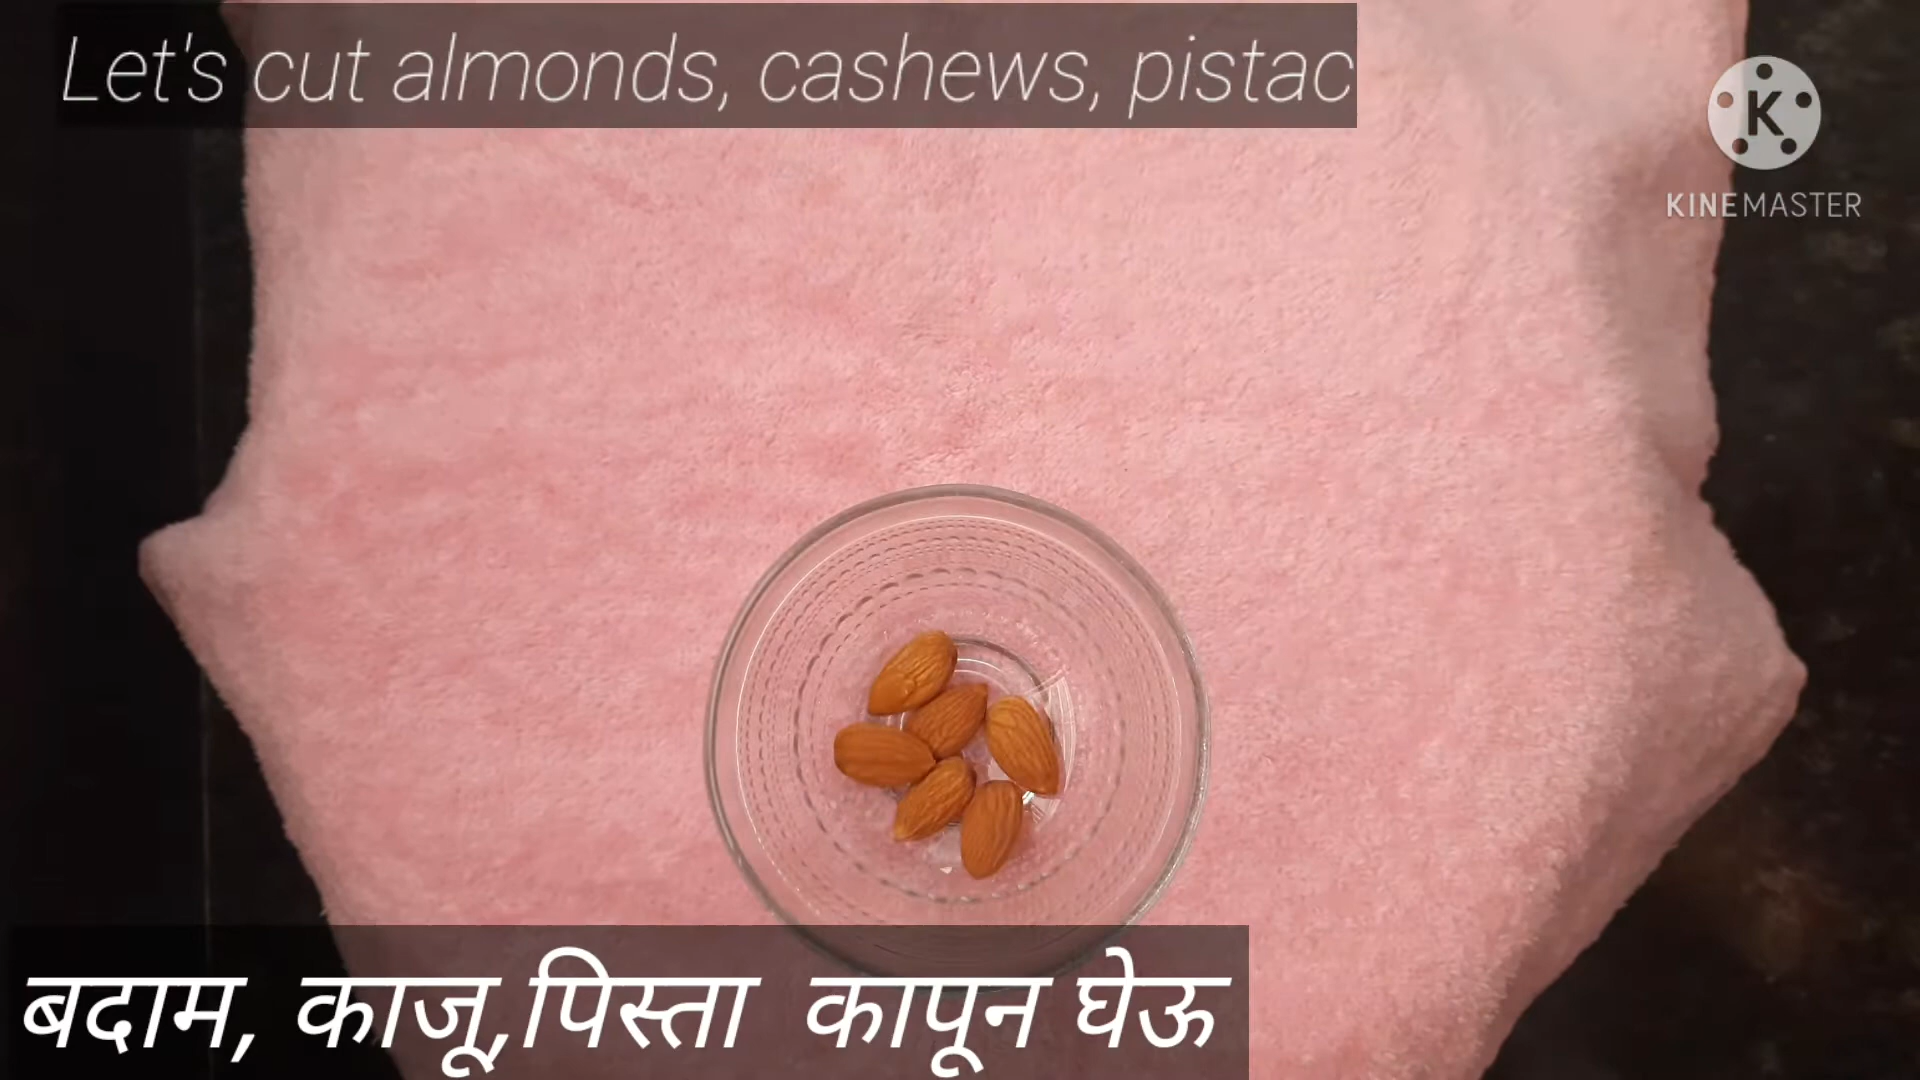 Let's cut almonds, cashews, pistac
K
KINEMASTER
बदाम, काजू,पिस्ता कापून घेऊ